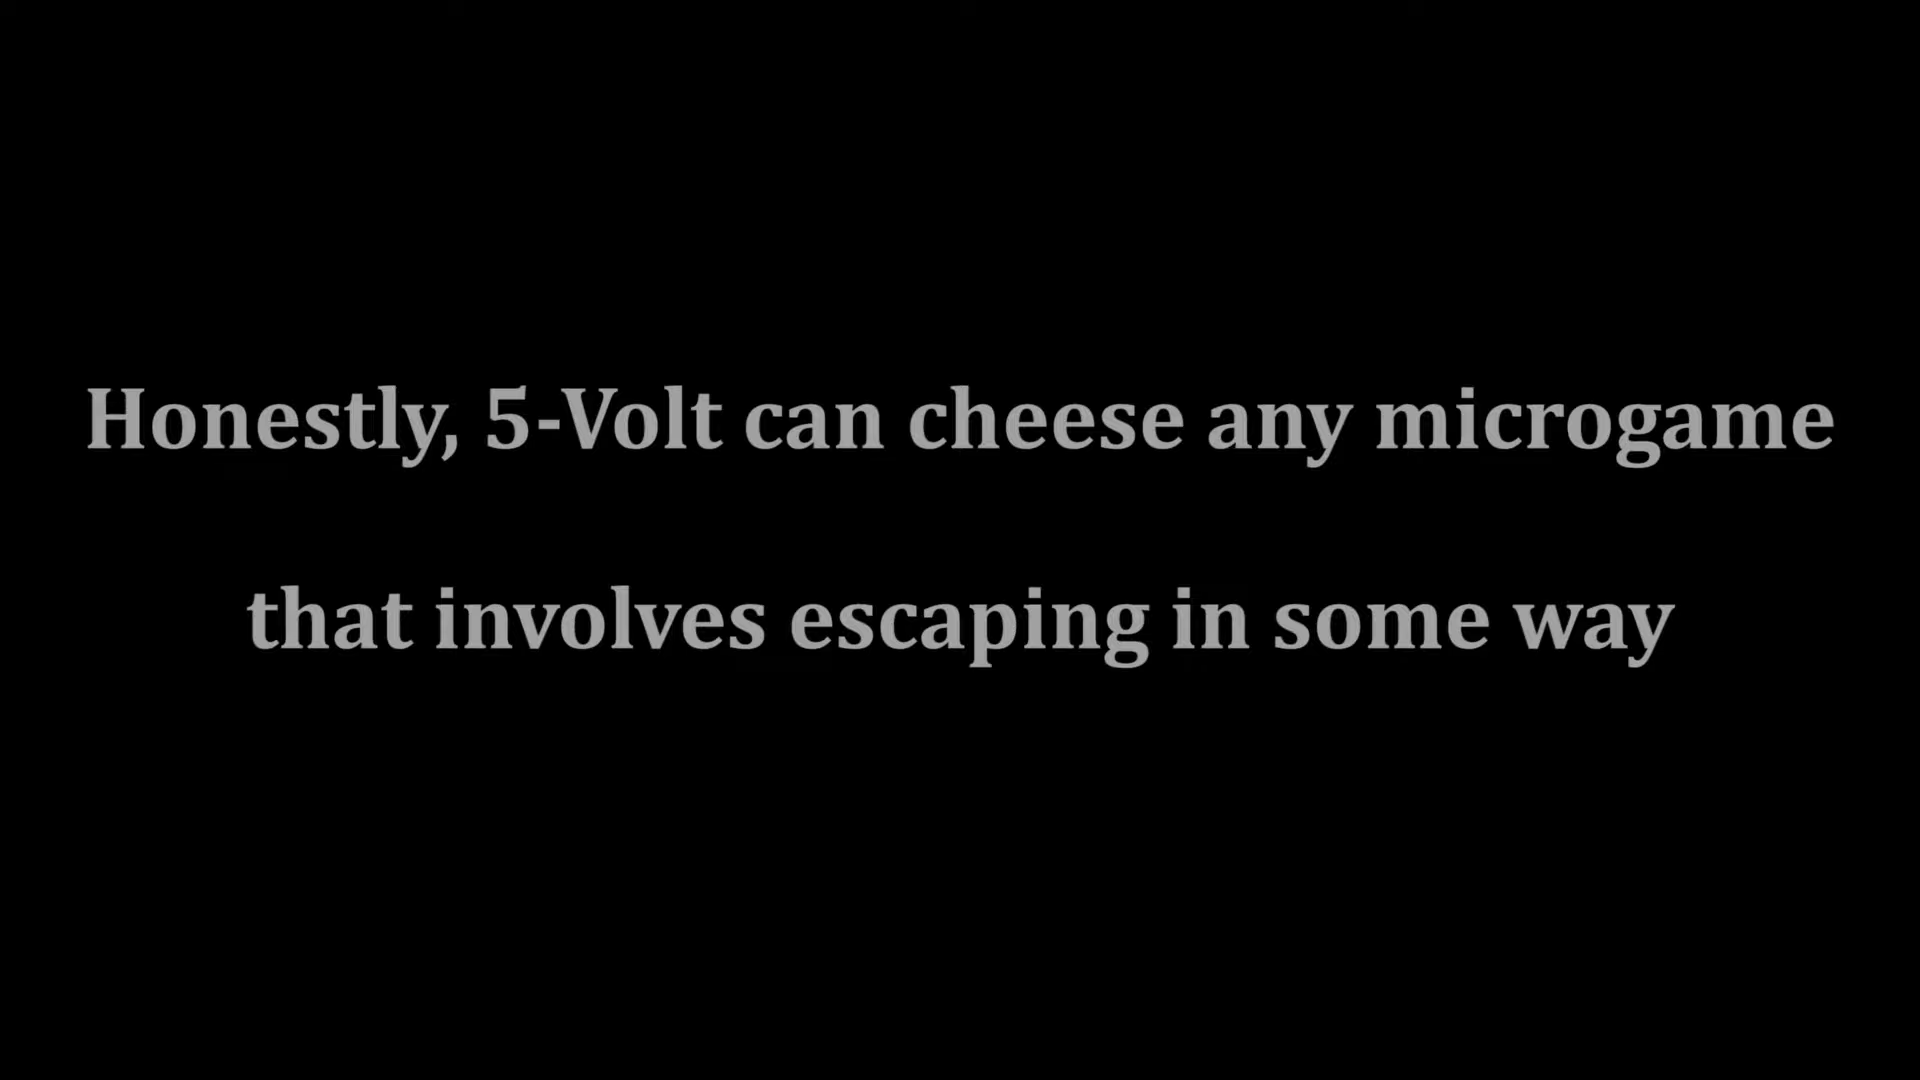 Honestly, 5-Volt can cheese any microgame
that involves escaping in some way